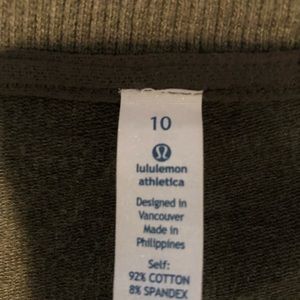 10
lululemon
athletica
Designed in
Vancouver
Made in
Philippines
Self:
92% COTTON
8% SPANDEX